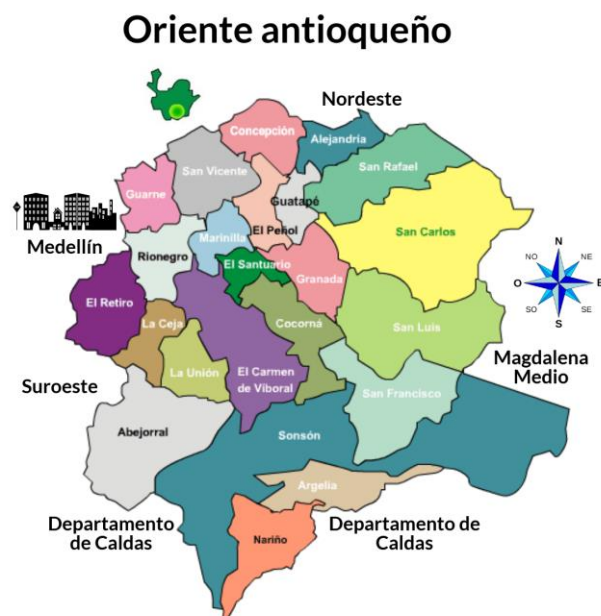 Oriente antioqueño
Nordeste
Concepción
Alejandría
San Vicente
San Rafael
Guarne
Guatapé
El Peñol
San Carlos
Medellín
Marinilla
Rionegro
El Santuario
Granada
N
NO
NE
O
E
SO
SE
S
El Retiro
La Ceja
Cocorná
San Luis
Magdalena
Medio
Suroeste
La Unión
El Carmen
de Viboral
San Francisco
Abejorral
Sonsón
Argelia
Departamento
de Caldas
Departamento de
Caldas
Nariño